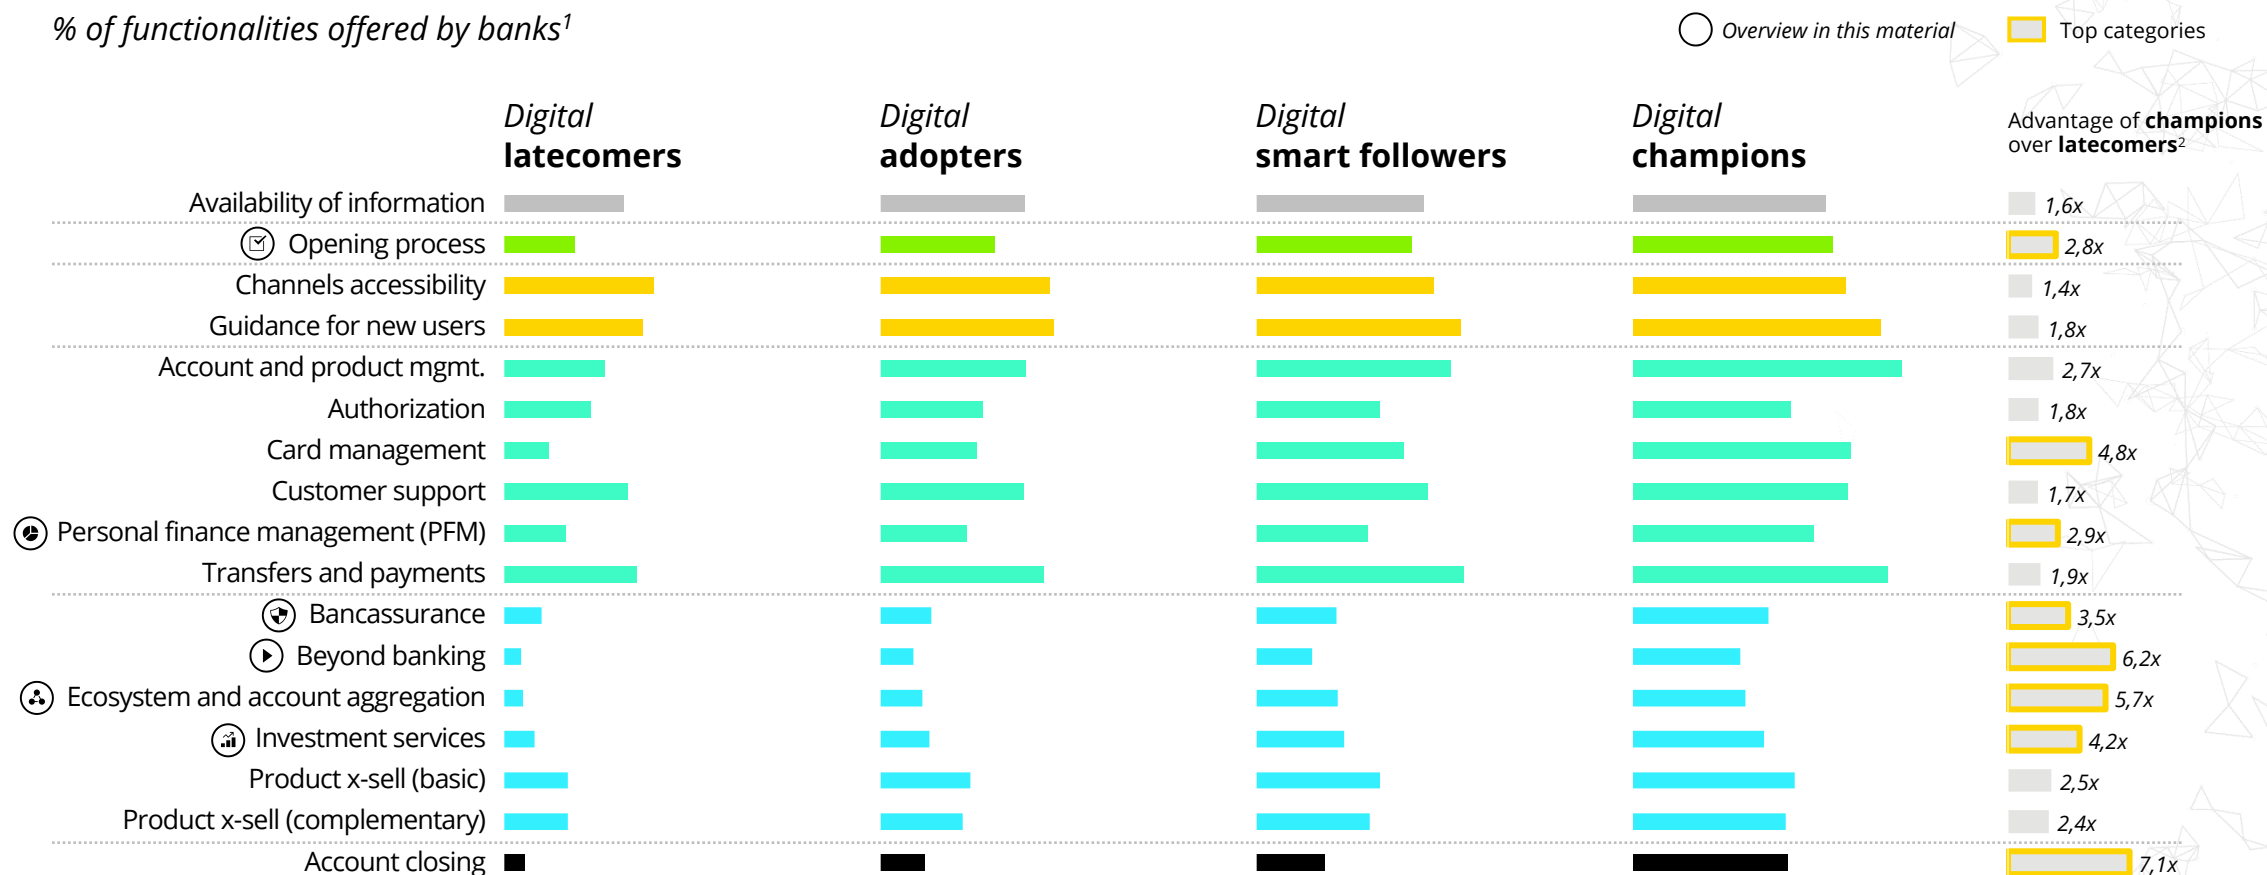 % of functionalities offered by banks1
Overview in this material
Top categories
Digital latecomers
Digital adopters
Digital smart followers
Digital champions
Advantage of champions
over latecomers2
Availability of information 1,6x
Opening process 2,8x
Channels accessibility 1,4x
Guidance for new users 1,8x
Account and product mgmt. 2,7x
Authorization 1,8x
Card management 4,8x
Customer support 1,7x
Personal finance management (PFM) 2,9x
Transfers and payments 1,9x
Bancassurance 3,5x
Beyond banking 6,2x
Ecosystem and account aggregation 5,7x
Investment services 4,2x
Product x-sell (basic) 2,5x
Product x-sell (complementary) 2,4x
Account closing 7,1x